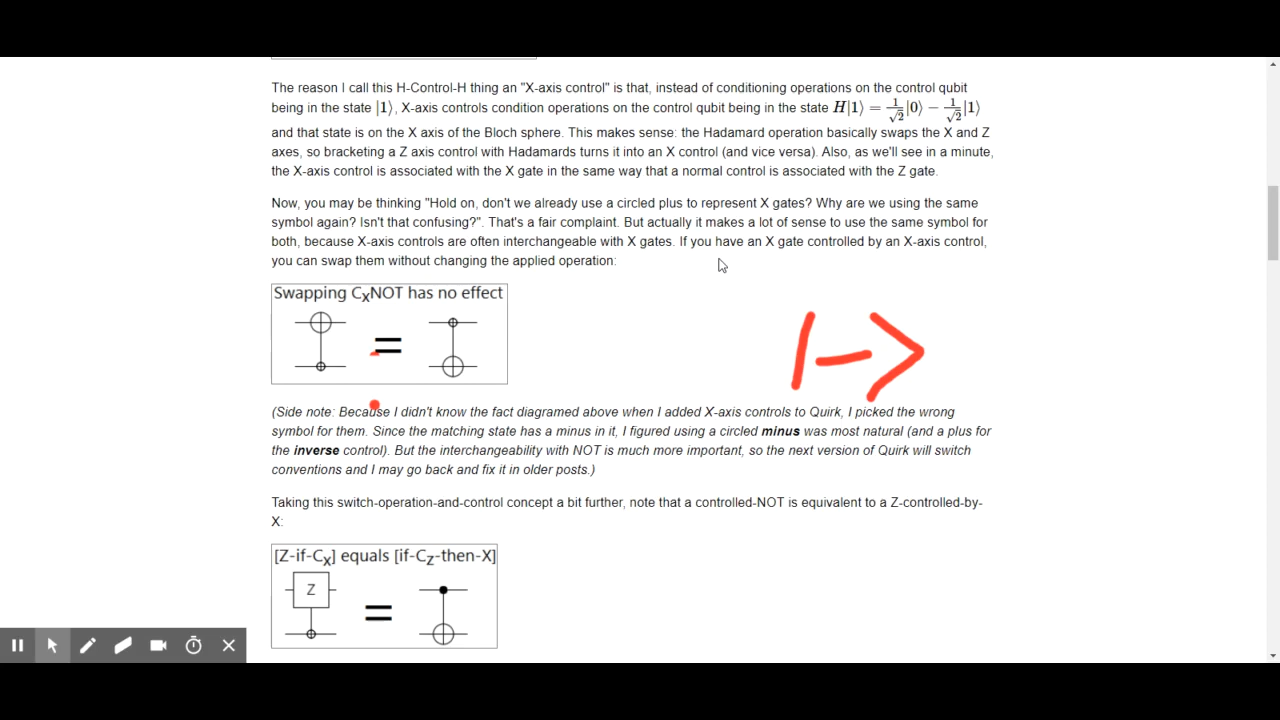 The reason I call this H-Control-H thing an "X-axis control" is that, instead of conditioning operations on the control qubit
being in the state |1⟩, X-axis controls condition operations on the control qubit being in the state H|1⟩ = 1/√2|0⟩ − 1/√2|1⟩
and that state is on the X axis of the Bloch sphere. This makes sense: the Hadamard operation basically swaps the X and Z
axes, so bracketing a Z axis control with Hadamards turns it into an X control (and vice versa). Also, as we'll see in a minute,
the X-axis control is associated with the X gate in the same way that a normal control is associated with the Z gate.
Now, you may be thinking "Hold on, don't we already use a circled plus to represent X gates? Why are we using the same
symbol again? Isn't that confusing?". That's a fair complaint. But actually it makes a lot of sense to use the same symbol for
both, because X-axis controls are often interchangeable with X gates. If you have an X gate controlled by an X-axis control,
you can swap them without changing the applied operation:
Swapping CxNOT has no effect
=
|->
(Side note: Because I didn't know the fact diagramed above when I added X-axis controls to Quirk, I picked the wrong
symbol for them. Since the matching state has a minus in it, I figured using a circled minus was most natural (and a plus for
the inverse control). But the interchangeability with NOT is much more important, so the next version of Quirk will switch
conventions and I may go back and fix it in older posts.)
Taking this switch-operation-and-control concept a bit further, note that a controlled-NOT is equivalent to a Z-controlled-by-
X:
[Z-if-Cx] equals [if-Cz-then-X]
Z
=